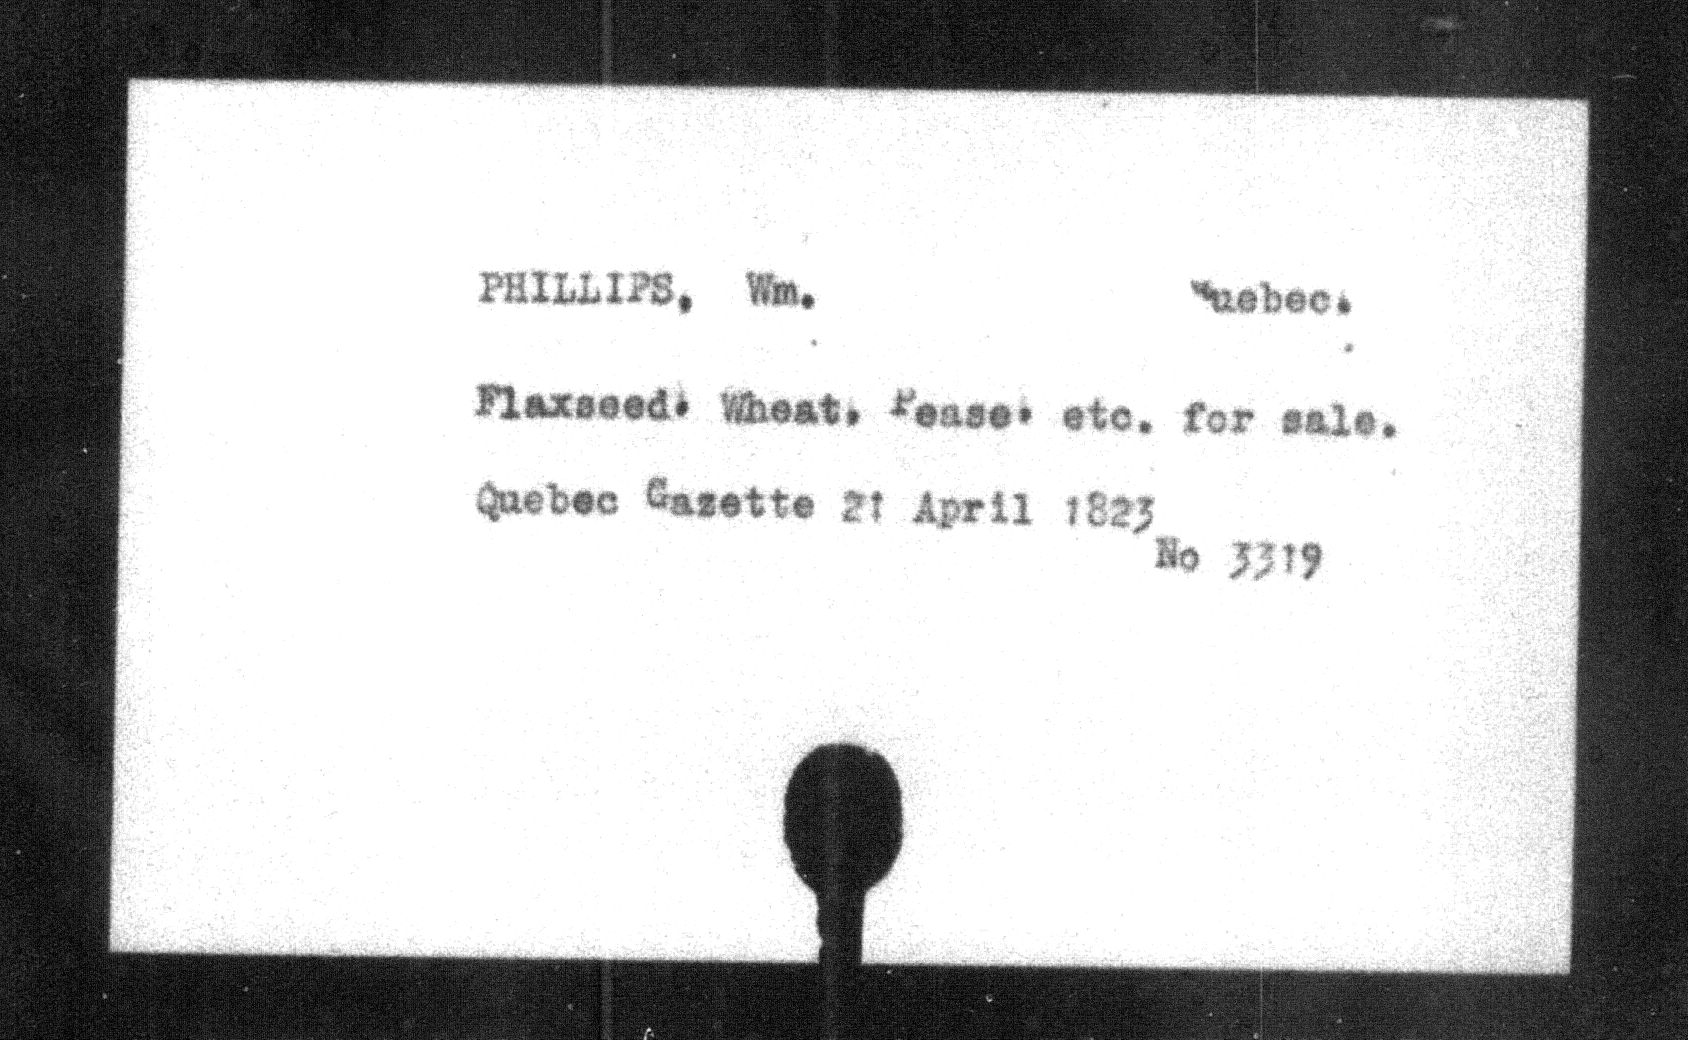 PHILLIPS, Wm. Quebec.
Flaxseed, Wheat, Pease, etc. for sale.
Quebec Gazette 21 April 1823
No 3319